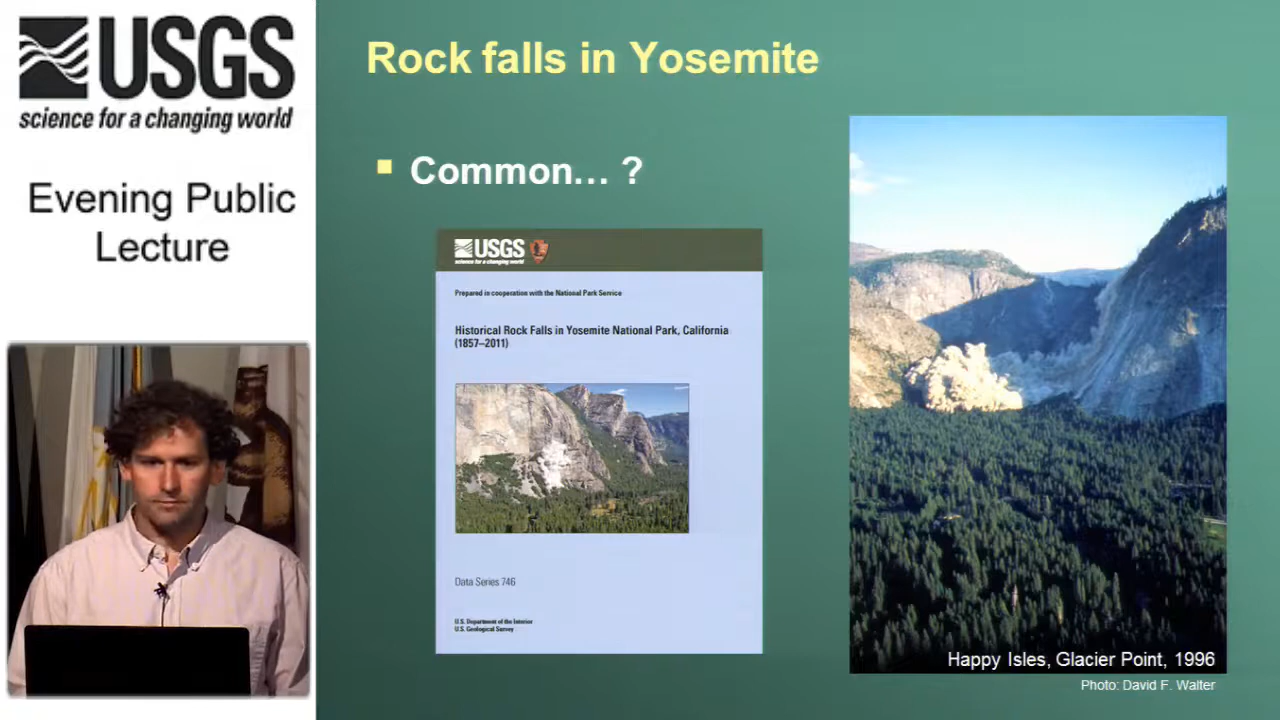 USGS
science for a changing world
Evening Public
Lecture
Rock falls in Yosemite
Common… ?
USGS
science for a changing world
Prepared in cooperation with the National Park Service
Historical Rock Falls in Yosemite National Park, California
(1857–2011)
Data Series 746
U.S. Department of the Interior
U.S. Geological Survey
Happy Isles, Glacier Point, 1996
Photo: David F. Walter